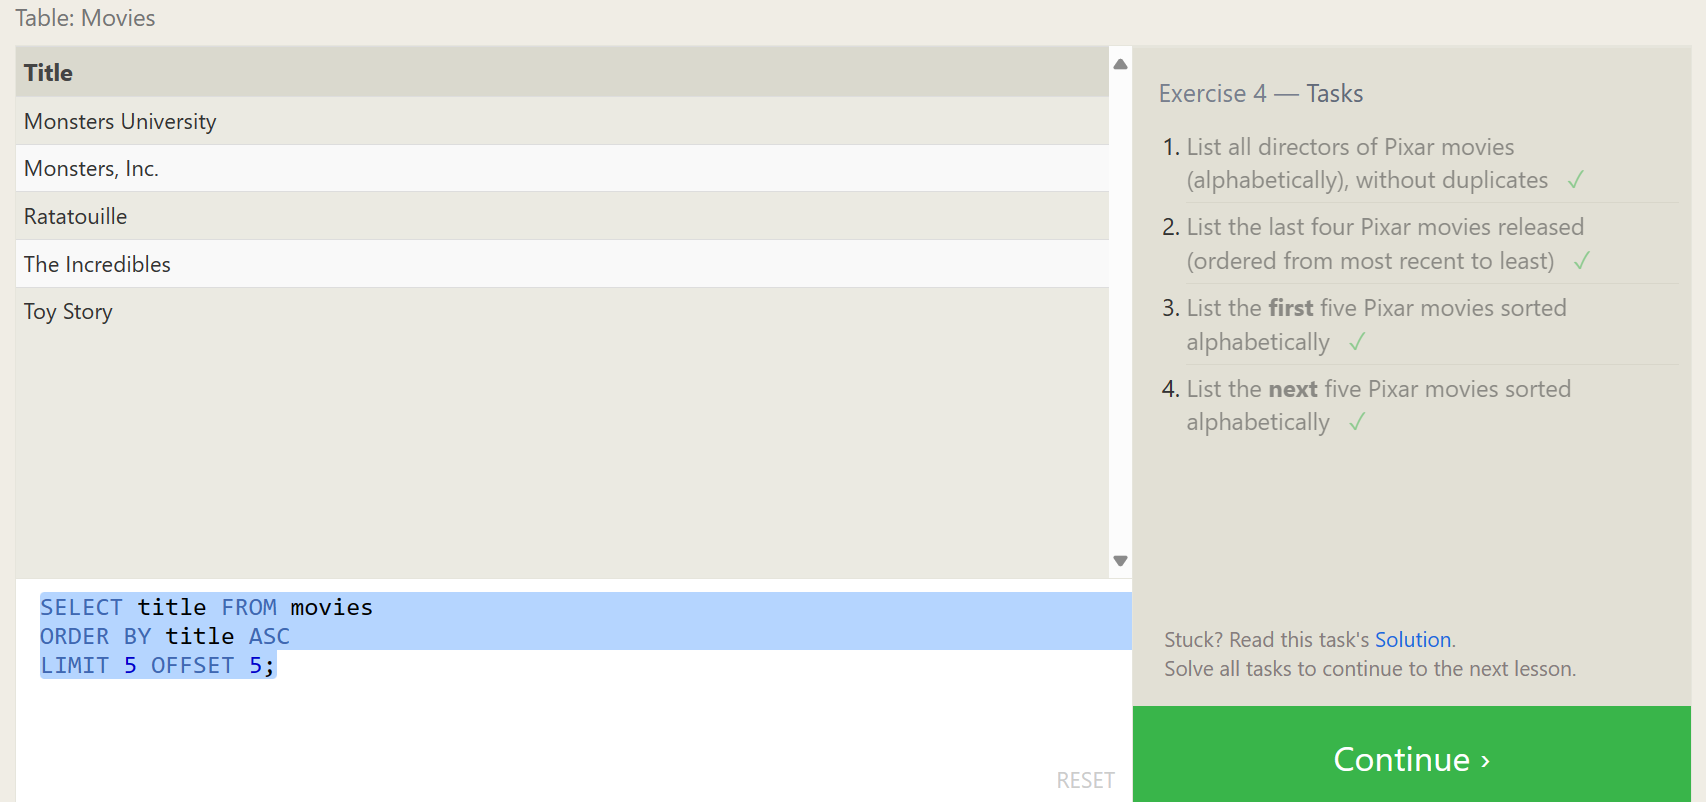 Table: Movies
Title
Monsters University
Monsters, Inc.
Ratatouille
The Incredibles
Toy Story
SELECT title FROM movies
ORDER BY title ASC
LIMIT 5 OFFSET 5;
RESET
Exercise 4 — Tasks
1. List all directors of Pixar movies
(alphabetically), without duplicates ✓
2. List the last four Pixar movies released
(ordered from most recent to least) ✓
3. List the first five Pixar movies sorted
alphabetically ✓
4. List the next five Pixar movies sorted
alphabetically ✓
Stuck? Read this task's Solution.
Solve all tasks to continue to the next lesson.
Continue ›